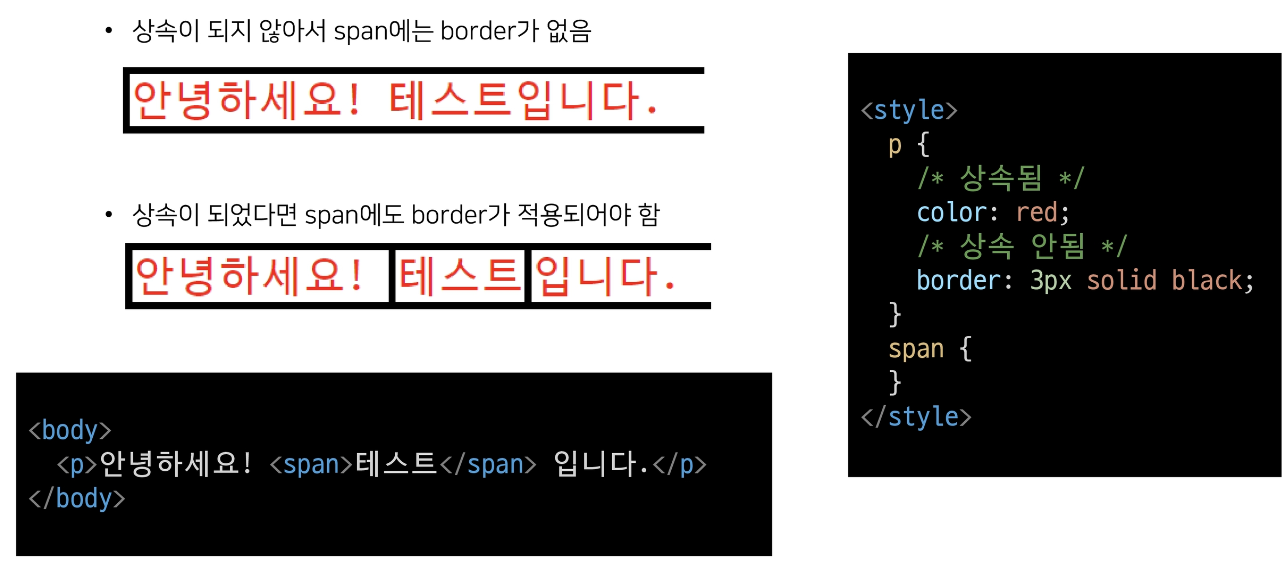 • 상속이 되지 않아서 span에는 border가 없음
안녕하세요! 테스트입니다.
• 상속이 되었다면 span에도 border가 적용되어야 함
안녕하세요! 테스트 입니다.
<body>
  <p>안녕하세요! <span>테스트</span> 입니다.</p>
</body>
<style>
  p {
    /* 상속됨 */
    color: red;
    /* 상속 안됨 */
    border: 3px solid black;
  }
  span {
  }
</style>